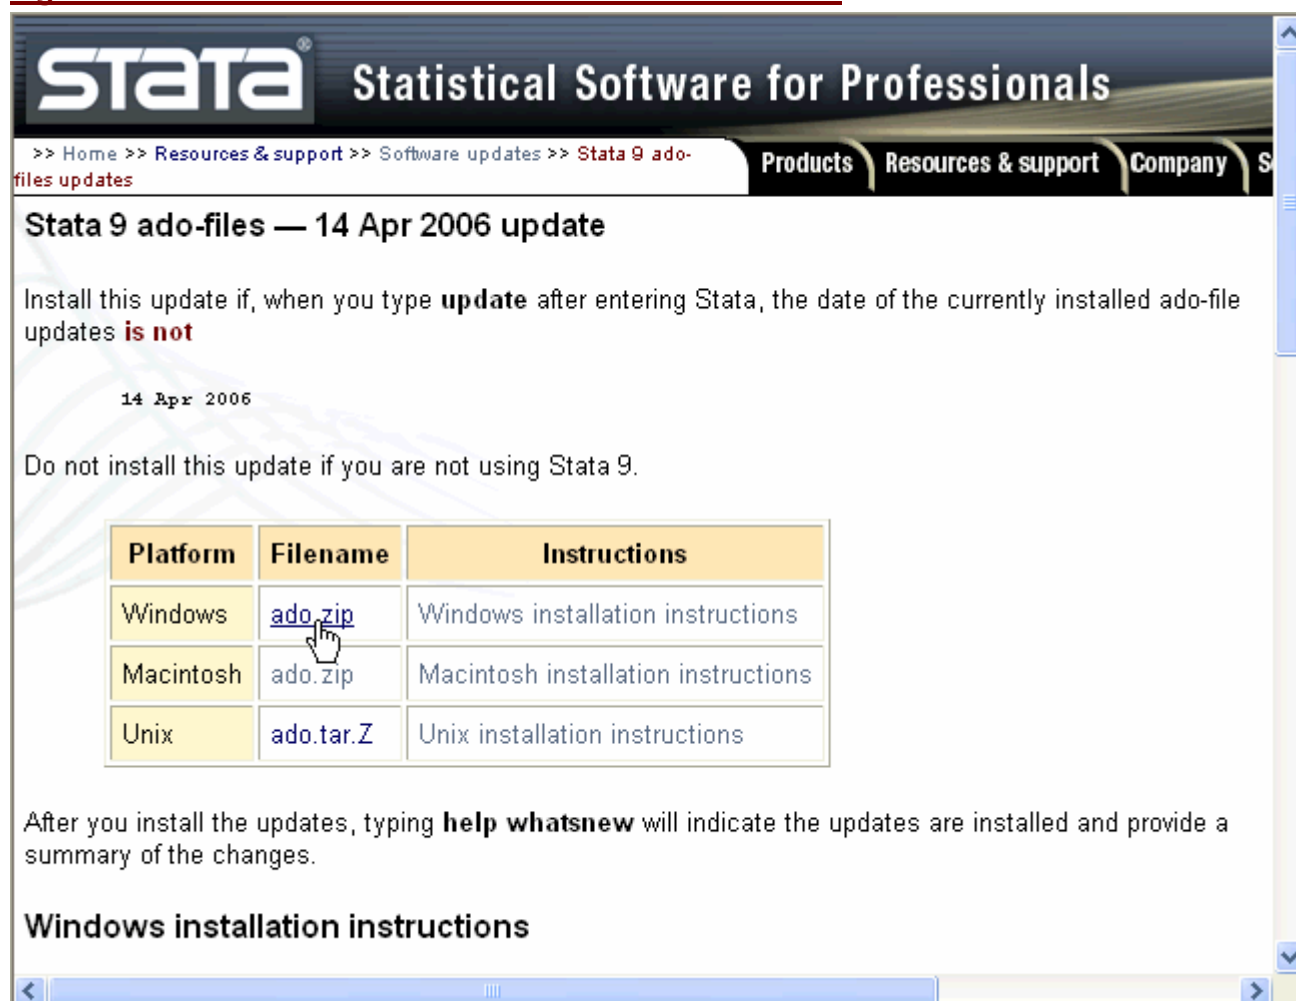 STATA® Statistical Software for Professionals
>> Home >> Resources & support >> Software updates >> Stata 9 ado-
files updates
Products Resources & support Company
Stata 9 ado-files — 14 Apr 2006 update
Install this update if, when you type update after entering Stata, the date of the currently installed ado-file
updates is not
14 Apr 2006
Do not install this update if you are not using Stata 9.
Platform Filename Instructions
Windows ado.zip Windows installation instructions
Macintosh ado.zip Macintosh installation instructions
Unix ado.tar.Z Unix installation instructions
After you install the updates, typing help whatsnew will indicate the updates are installed and provide a
summary of the changes.
Windows installation instructions